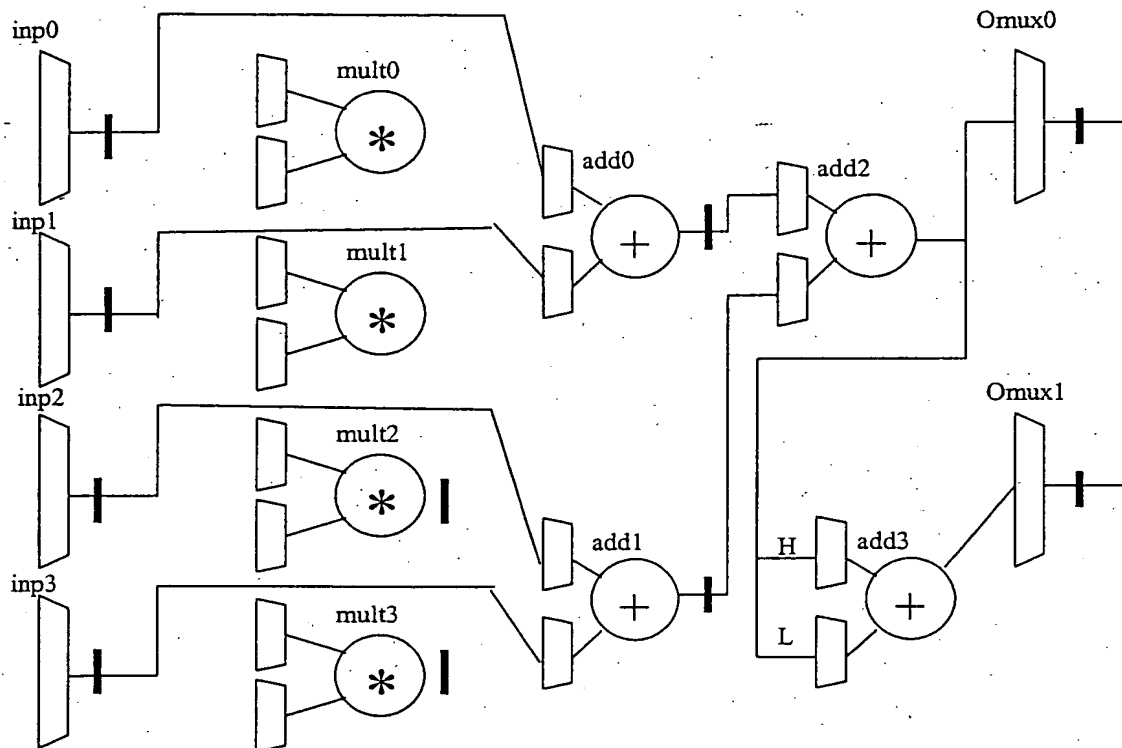 inp0
Omux0
mult0
*
add0
add2
+
+
inp1
mult1
*
inp2
mult2
*
Omux1
add1
+
H
add3
+
L
inp3
mult3
*